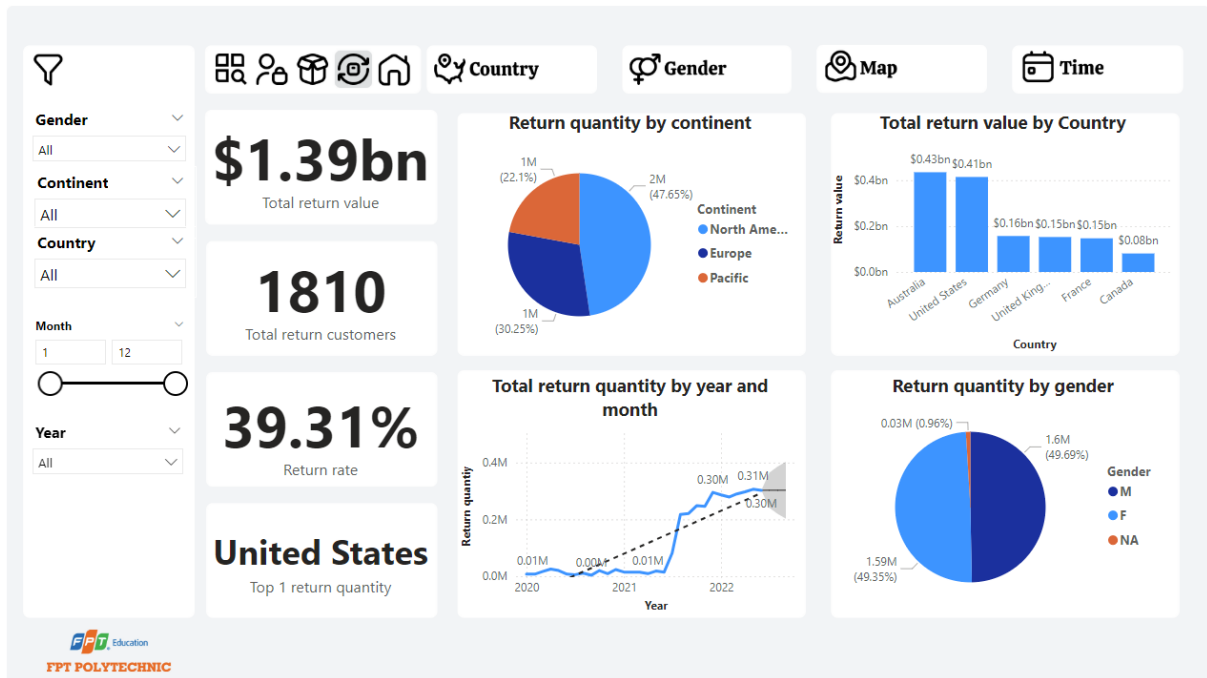 Country
Gender
Map
Time
Gender
All
Continent
All
Country
All
Month
1
12
Year
All
$1.39bn
Total return value
1810
Total return customers
39.31%
Return rate
United States
Top 1 return quantity
Return quantity by continent
1M
(22.1%)
2M
(47.65%)
1M
(30.25%)
Continent
North Ame...
Europe
Pacific
Total return value by Country
Return value
$0.4bn
$0.2bn
$0.0bn
$0.43bn
$0.41bn
$0.16bn
$0.15bn
$0.15bn
$0.08bn
Australia
United States
Germany
United King...
France
Canada
Country
Total return quantity by year and
month
Return quantiy
0.4M
0.2M
0.0M
0.01M
0.00M
0.01M
0.30M
0.31M
0.30M
2020
2021
2022
Year
Return quantity by gender
0.03M (0.96%)
1.6M
(49.69%)
1.59M
(49.35%)
Gender
M
F
NA
FPT Education
FPT POLYTECHNIC